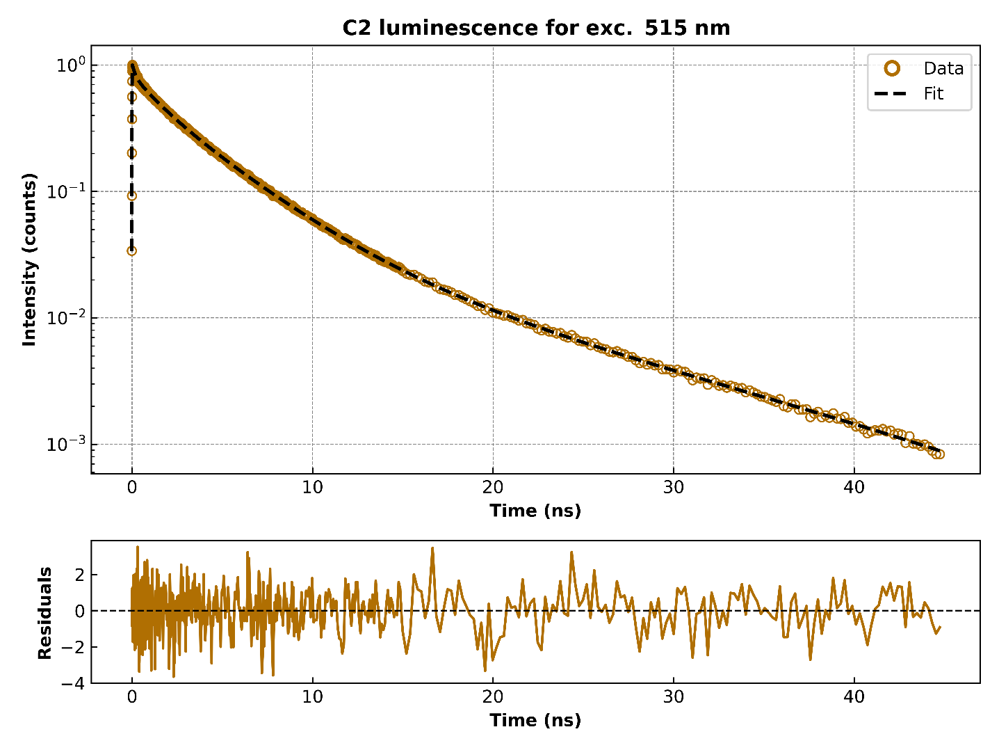 C2 luminescence for exc. 515 nm
Intensity (counts)
10⁰
10⁻¹
10⁻²
10⁻³
Data
Fit
0 10 20 30 40
Time (ns)
Residuals
2
0
−2
−4
0 10 20 30 40
Time (ns)